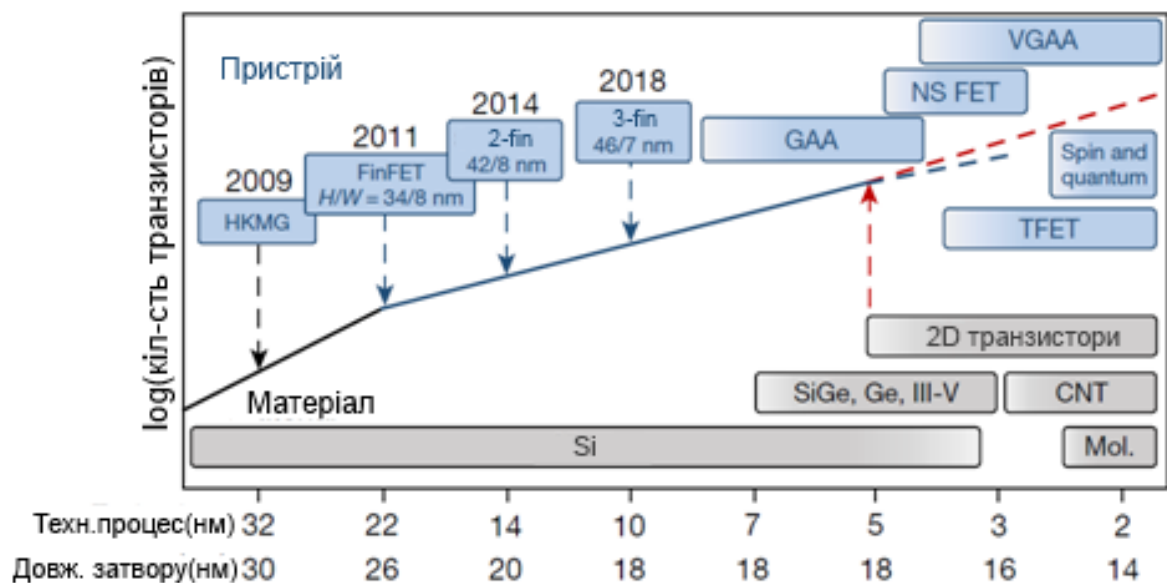 log(кіл-сть транзисторів)
Пристрій
2009
HKMG
2011
FinFET
H/W = 34/8 nm
2014
2-fin
42/8 nm
2018
3-fin
46/7 nm
GAA
NS FET
VGAA
Spin and
quantum
TFET
2D транзистори
Матеріал
SiGe, Ge, III-V
CNT
Si
Mol.
Техн.процес(нм) 32 22 14 10 7 5 3 2
Довж. затвору(нм) 30 26 20 18 18 18 16 14